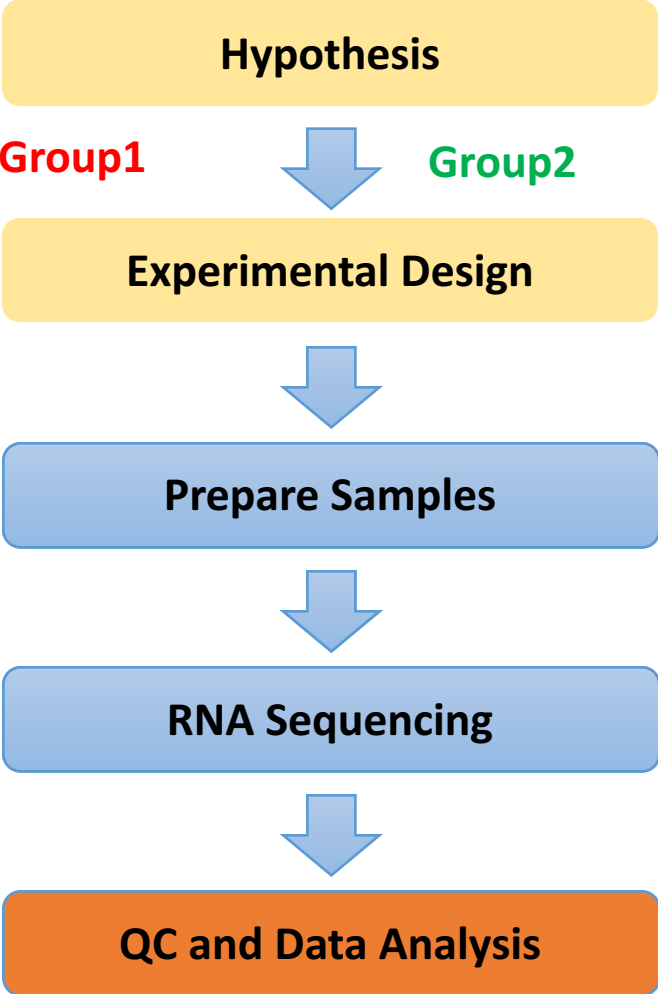 Hypothesis
Group1
Group2
Experimental Design
Prepare Samples
RNA Sequencing
QC and Data Analysis